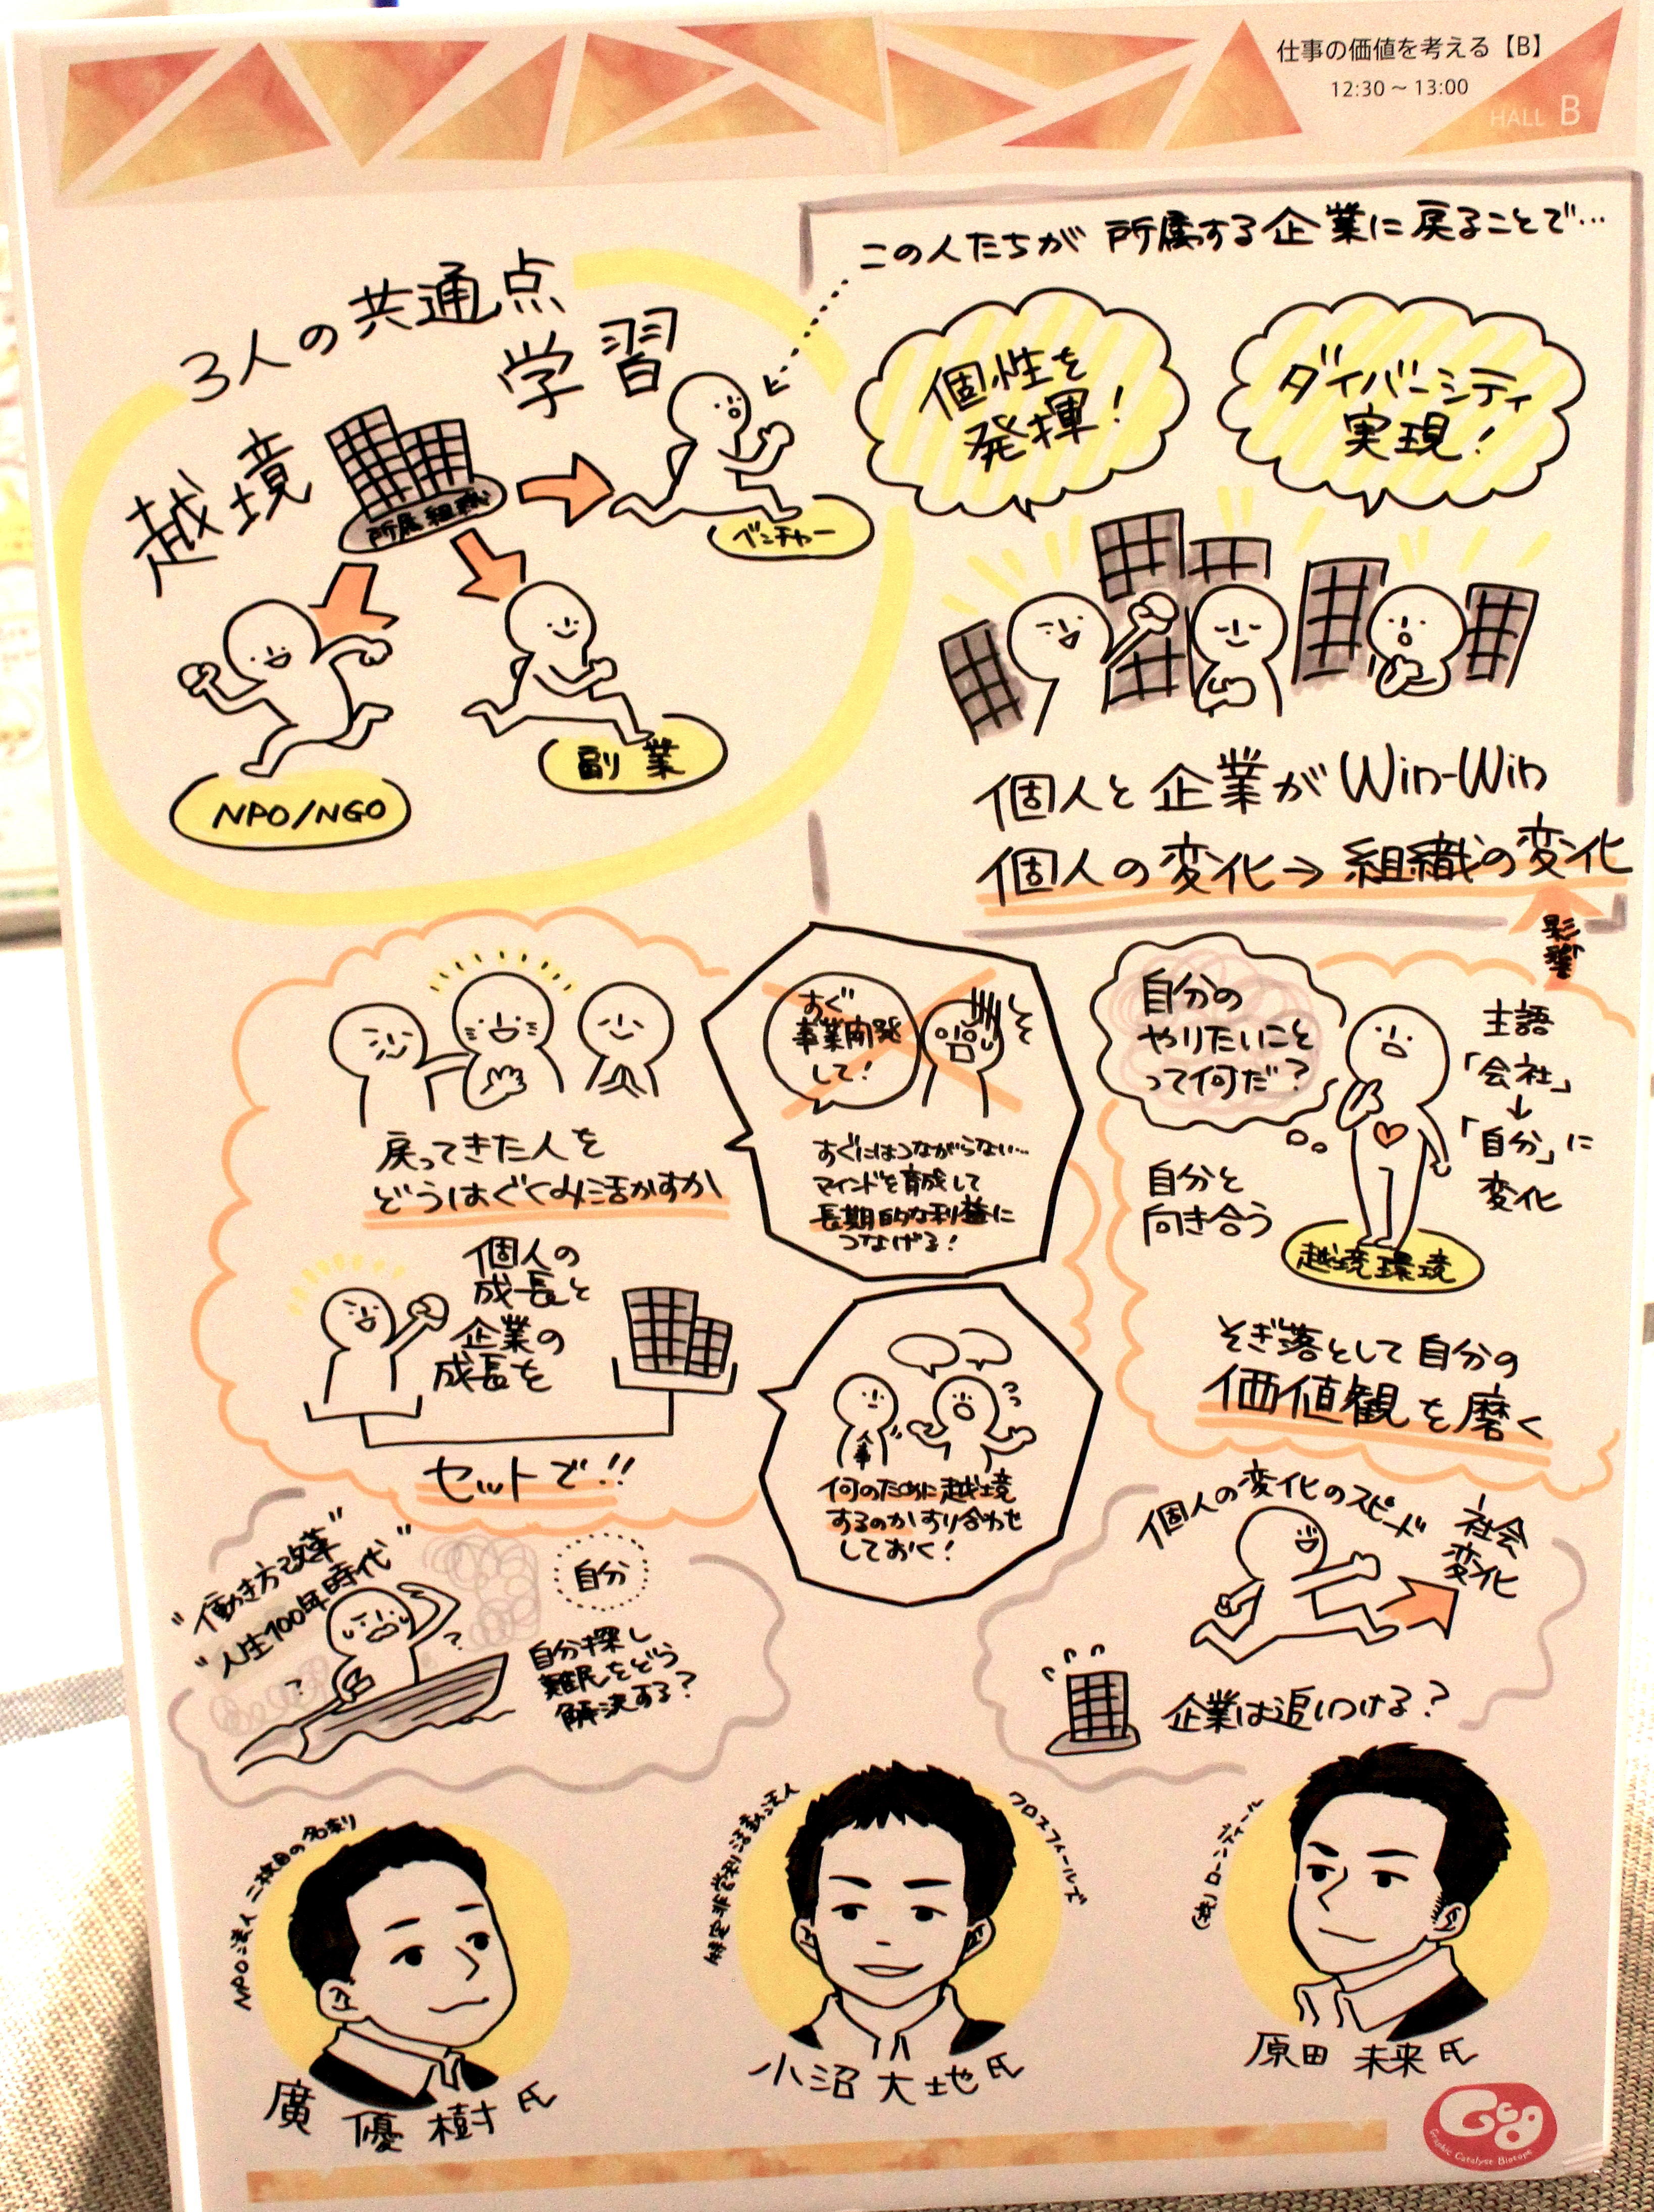 仕事の価値を考える【B】
12:30～13:00
HALL B
3人の共通点
越境
学習
所属組織
ベンチャー
副業
NPO/NGO
この人たちが 所属する企業に戻ることで…
個性を
発揮!
ダイバーシティ
実現!
個人と企業がWin-Win
個人の変化→組織の変化
影響
戻ってきた人を
どうはぐくみ活かすか
個人の
成長と
企業の
成長を
セットで!!
すぐ
事業開発
して!
すぐにはつながらない…
マインドを育成して
長期的な利益に
つなげる!
人事
何のために越境
するのかすり合わせ
しておく!
自分の
やりたいこと
って何だ?
自分と
向き合う
主語
「会社」
↓
「自分」に
変化
越境環境
そぎ落として自分の
価値観を磨く
"働き方改革"
"人生100年時代"
?
?
自分
自分探し
難民をどう
解決する?
個人の変化のスピード
社会
変化
企業は追いつける?
NPO法人 二枚目の名刺
廣 優樹 氏
特定非営利活動法人
クロスフィールズ
小沼 大地 氏
(株)ローンディール
原田 未来 氏
GCB
Graphic Catalyst Biotope